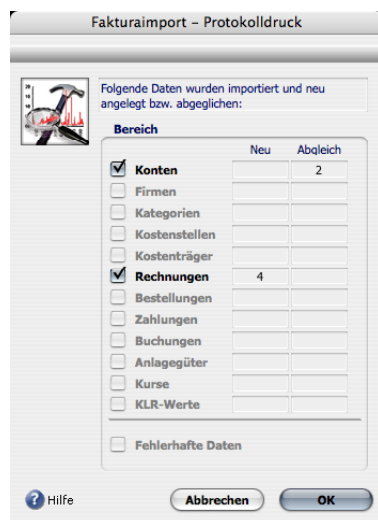 Fakturaimport – Protokolldruck
Folgende Daten wurden importiert und neu
angelegt bzw. abgeglichen:
Bereich
Neu Abgleich
Konten 2
Firmen
Kategorien
Kostenstellen
Kostenträger
Rechnungen 4
Bestellungen
Zahlungen
Buchungen
Anlagegüter
Kurse
KLR-Werte
Fehlerhafte Daten
Hilfe Abbrechen OK